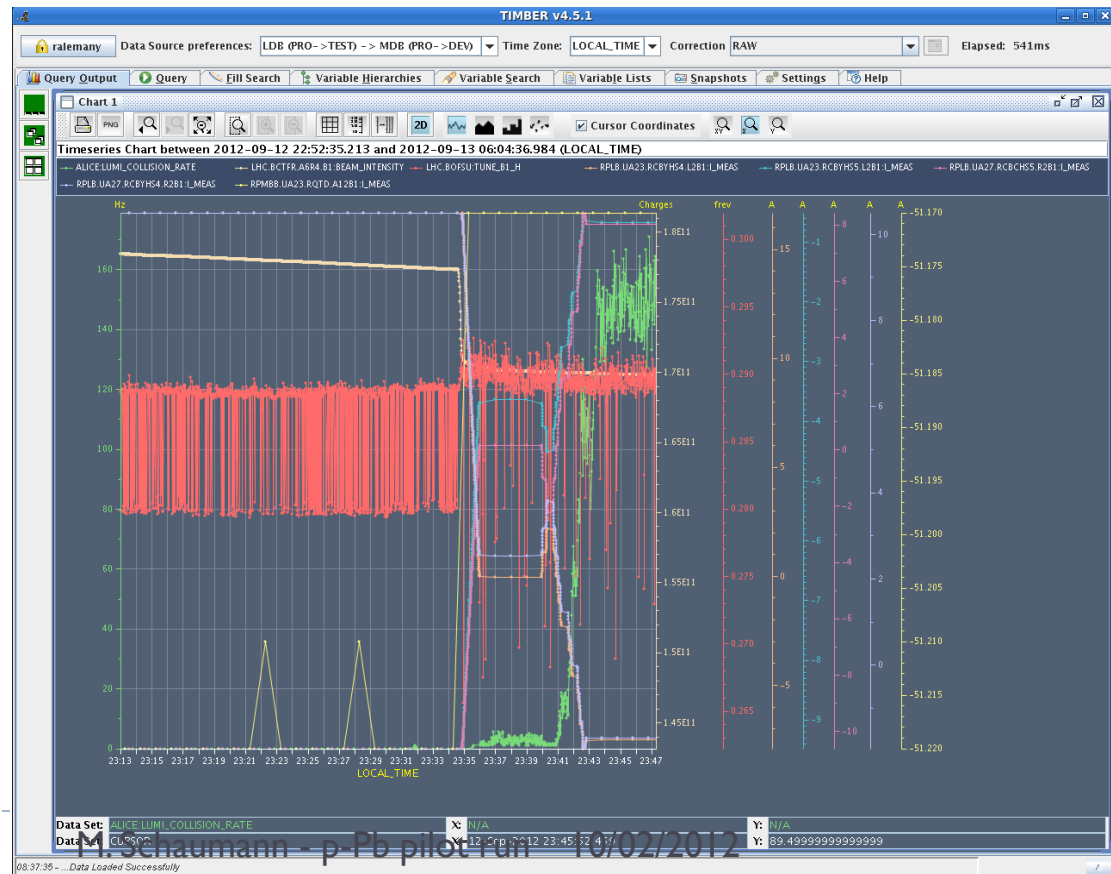 TIMBER v4.5.1
ralemany Data Source preferences: LDB (PRO->TEST) -> MDB (PRO->DEV) Time Zone: LOCAL_TIME Correction RAW Elapsed: 541ms
Query Output Query Fill Search Variable Hierarchies Variable Search Variable Lists Snapshots Settings Help
Chart 1
PNG 2D Cursor Coordinates
Timeseries Chart between 2012-09-12 22:52:35.213 and 2012-09-13 06:04:36.984 (LOCAL_TIME)
ALICE:LUMI_COLLISION_RATE LHC.BCTFR.A6R4.B1:BEAM_INTENSITY LHC.BOFSU:TUNE_B1_H RPLB.UA23.RCBYHS4.L2B1:I_MEAS RPLB.UA23.RCBYHS5.L2B1:I_MEAS RPLB.UA27.RCBCHS5.R2B1:I_MEAS
RPLB.UA27.RCBYHS4.R2B1:I_MEAS RPMBB.UA23.RQTD.A12B1:I_MEAS
Hz Charges frev A A A A A
160
140
120
100
80
60
40
20
0
1.8E11
1.75E11
1.7E11
1.65E11
1.6E11
1.55E11
1.5E11
1.45E11
0.300
0.295
0.290
0.285
0.280
0.275
0.270
0.265
15
10
5
0
-5
-1
-2
-3
-4
-5
-6
-7
-8
-9
8
6
4
2
0
-2
-4
-6
-8
-10
10
8
6
4
2
0
-51.170
-51.175
-51.180
-51.185
-51.190
-51.195
-51.200
-51.205
-51.210
-51.215
-51.220
23:13 23:15 23:17 23:19 23:21 23:23 23:25 23:27 23:29 23:31 23:33 23:35 23:37 23:39 23:41 23:43 23:45 23:47
LOCAL_TIME
Data Set: ALICE:LUMI_COLLISION_RATE X: N/A Y: N/A
Data Set: CURSOR X: 12-Sep-2012 23:45:52.459 Y: 89.49999999999999
M. Schaumann - p-Pb pilot run 10/02/2012
08:37:35 - ...Data Loaded Successfully